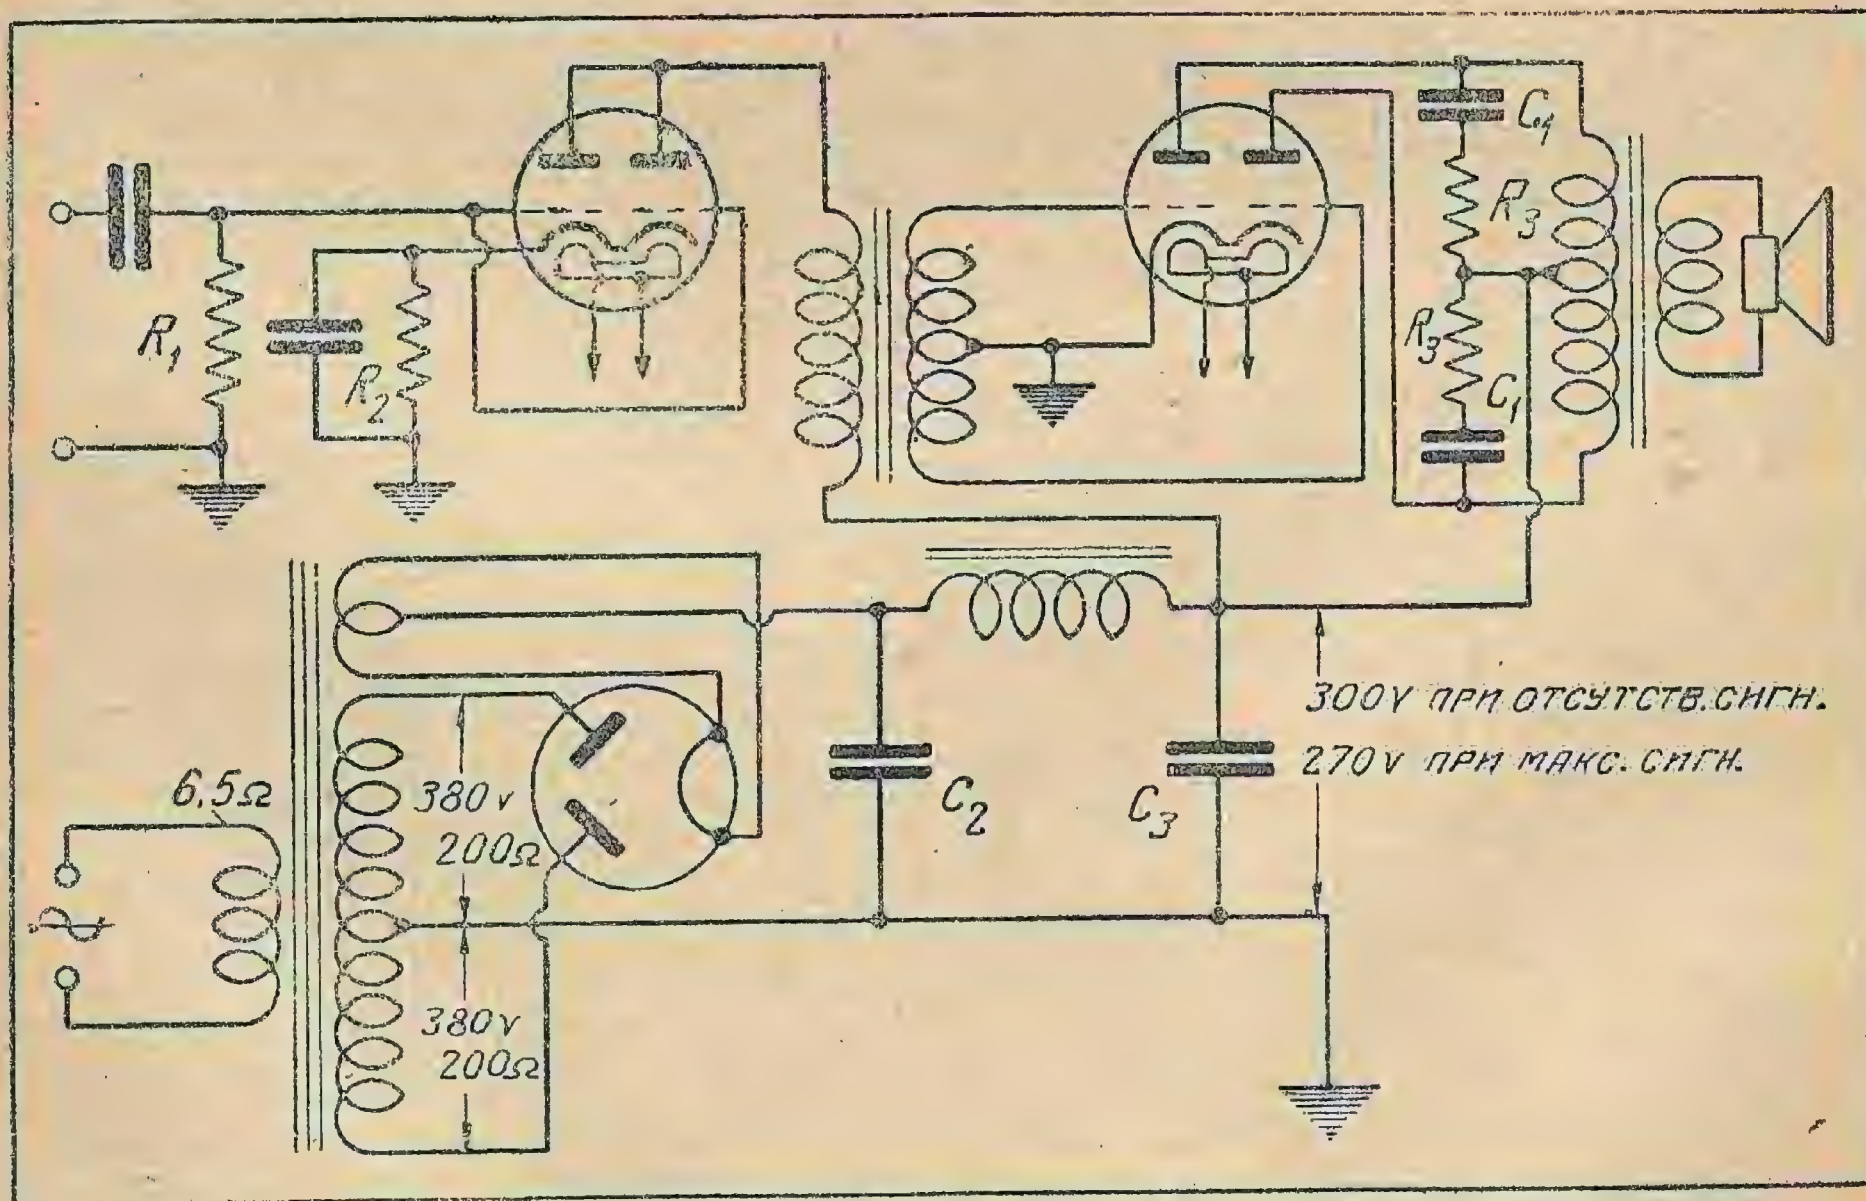 C₁
R₃
R₁
R₂
R₃
C₁
300V ПРИ ОТСУТСТВ. СИГН.
270V ПРИ МАКС. СИГН.
6,5Ω
380V
200Ω
C₂
C₃
380V
200Ω